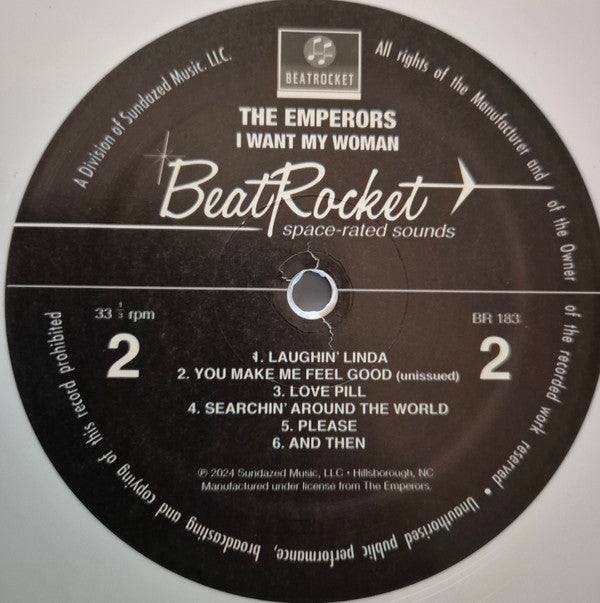 BEATROCKET
THE EMPERORS
I WANT MY WOMAN
BeatRocket
space-rated sounds
33 1/3 rpm
BR 183
2
2
1. LAUGHIN' LINDA
2. YOU MAKE ME FEEL GOOD (unissued)
3. LOVE PILL
4. SEARCHIN' AROUND THE WORLD
5. PLEASE
6. AND THEN
℗ 2024 Sundazed Music, LLC • Hillsborough, NC
Manufactured under license from The Emperors.
A Division of Sundazed Music, LLC.
All rights of the Manufacturer and of the Owner of the recorded work reserved • Unauthorised public performance, broadcasting and copying of this record prohibited